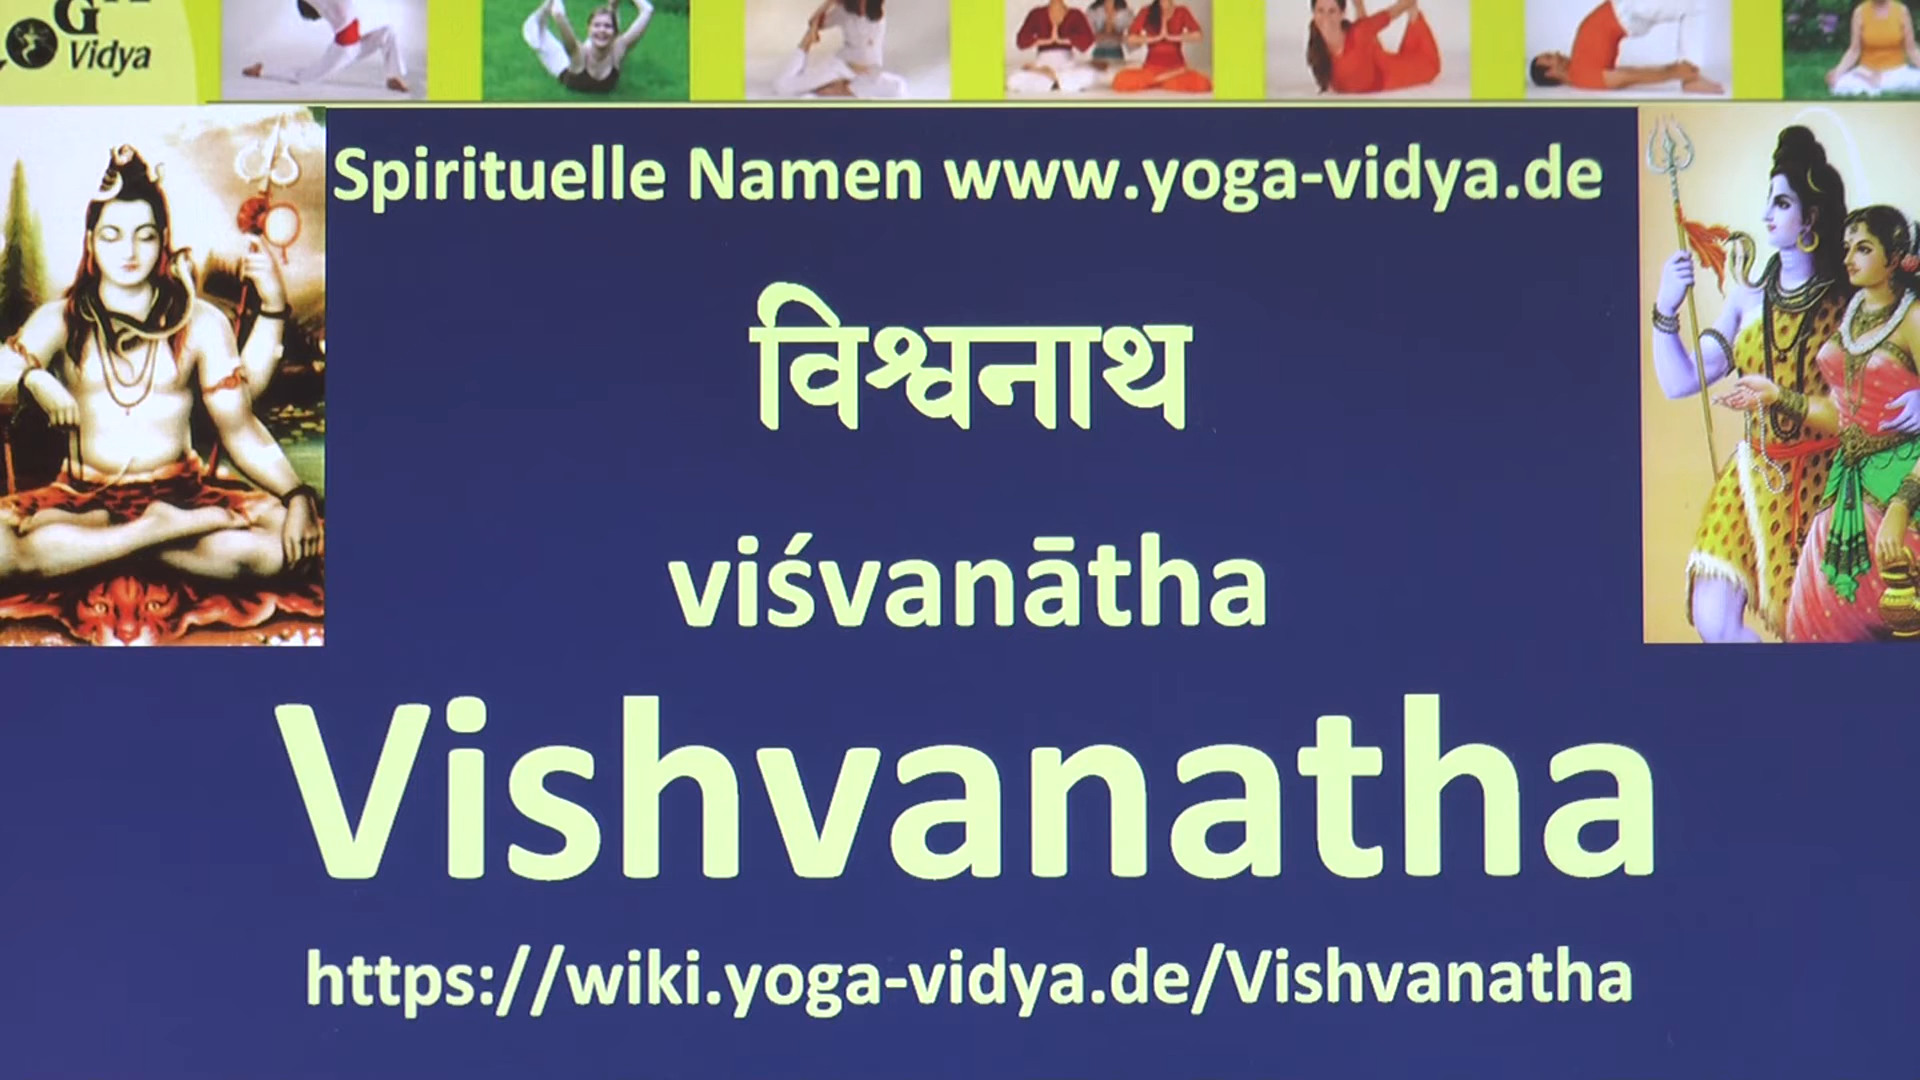 Vidya
Spirituelle Namen www.yoga-vidya.de
विश्वनाथ
viśvanātha
Vishvanatha
https://wiki.yoga-vidya.de/Vishvanatha